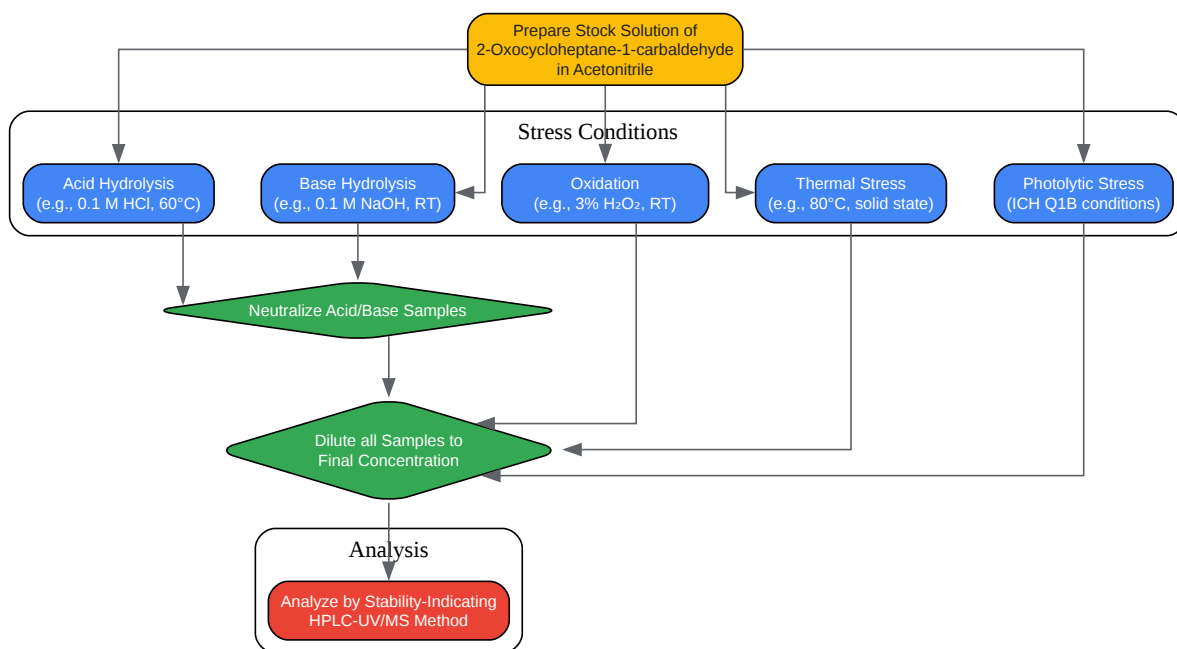 Prepare Stock Solution of
2-Oxocycloheptane-1-carbaldehyde
in Acetonitrile
Stress Conditions
Acid Hydrolysis
(e.g., 0.1 M HCl, 60°C)
Base Hydrolysis
(e.g., 0.1 M NaOH, RT)
Oxidation
(e.g., 3% H₂O₂, RT)
Thermal Stress
(e.g., 80°C, solid state)
Photolytic Stress
(ICH Q1B conditions)
Neutralize Acid/Base Samples
Dilute all Samples to
Final Concentration
Analysis
Analyze by Stability-Indicating
HPLC-UV/MS Method